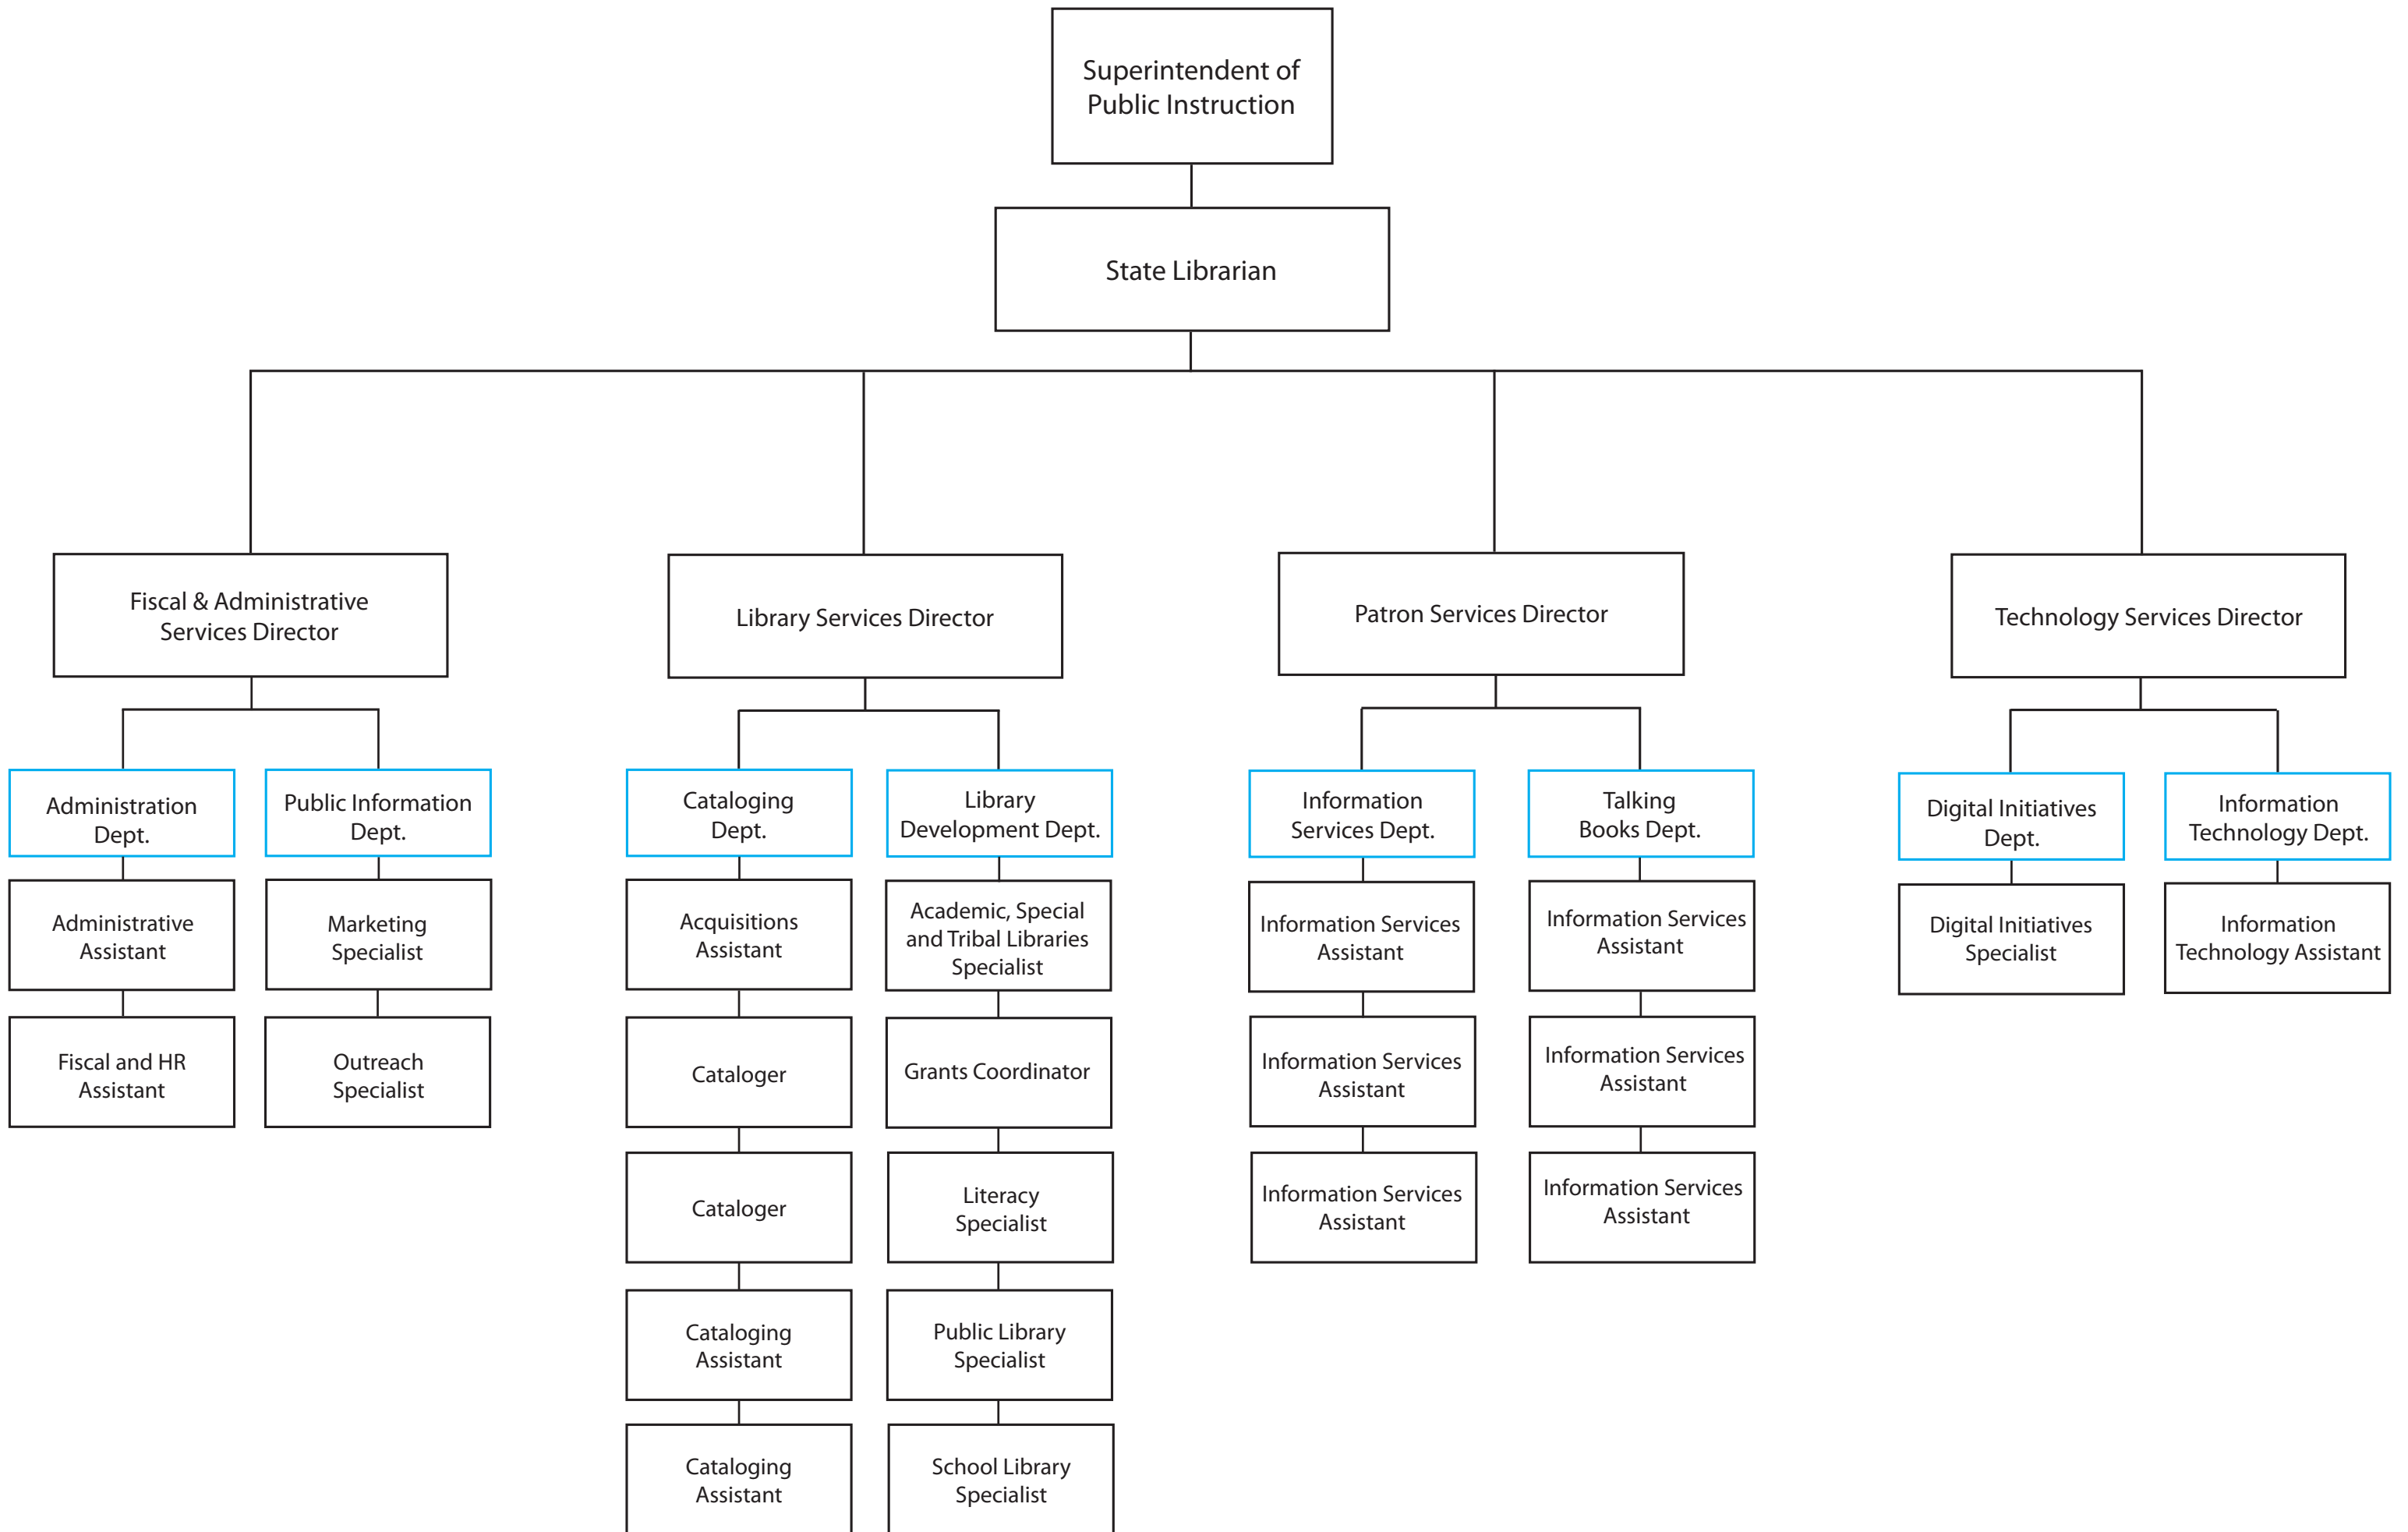 Superintendent of
Public Instruction
State Librarian
Fiscal & Administrative
Services Director
Library Services Director
Patron Services Director
Technology Services Director
Administration
Dept.
Public Information
Dept.
Cataloging
Dept.
Library
Development Dept.
Information
Services Dept.
Talking
Books Dept.
Digital Initiatives
Dept.
Information
Technology Dept.
Administrative
Assistant
Marketing
Specialist
Acquisitions
Assistant
Academic, Special
and Tribal Libraries
Specialist
Information Services
Assistant
Information Services
Assistant
Digital Initiatives
Specialist
Information
Technology Assistant
Fiscal and HR
Assistant
Outreach
Specialist
Cataloger
Grants Coordinator
Information Services
Assistant
Information Services
Assistant
Cataloger
Literacy
Specialist
Information Services
Assistant
Information Services
Assistant
Cataloging
Assistant
Public Library
Specialist
Cataloging
Assistant
School Library
Specialist